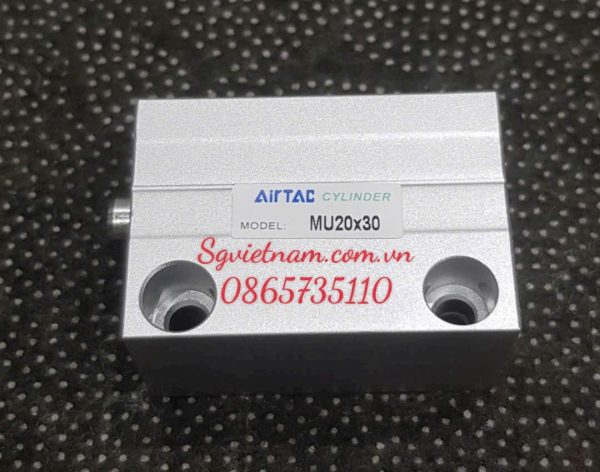 AirTAC CYLINDER
MODEL: MU20x30
Sgvietnam.com.vn
0865735110